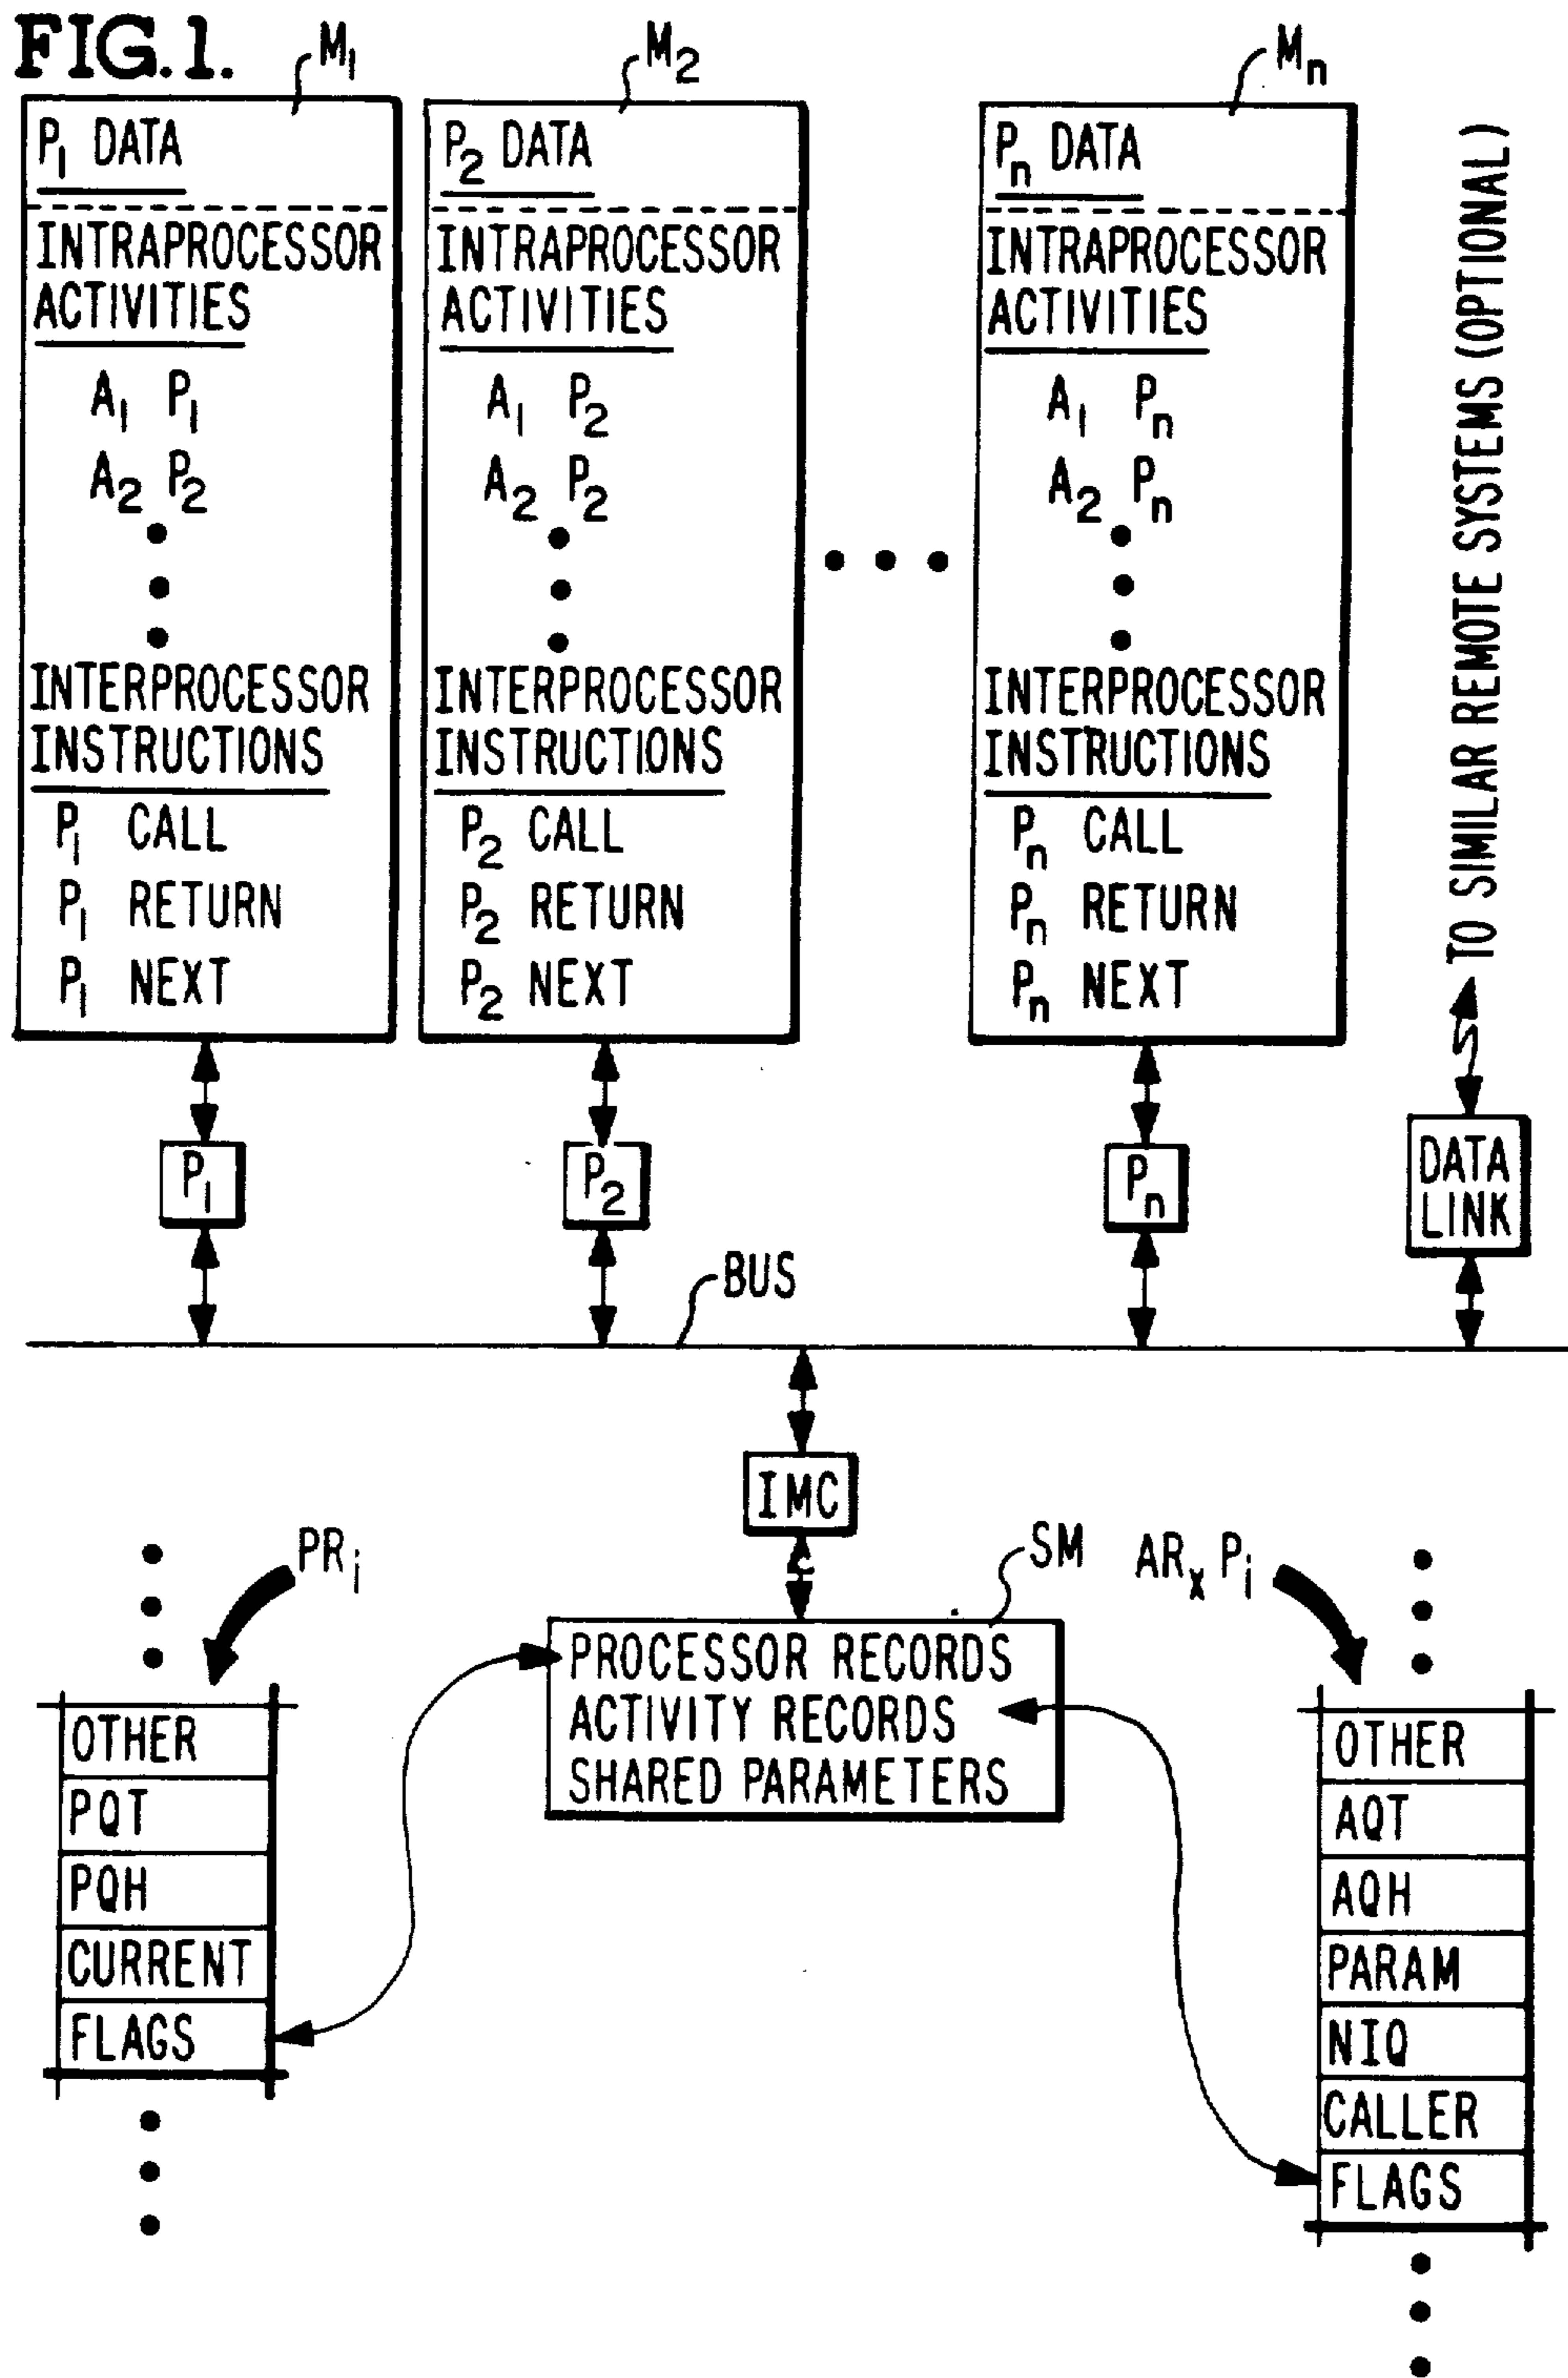 FIG.1.
M1
P1 DATA
INTRAPROCESSOR
ACTIVITIES
A1 P1
A2 P2
INTERPROCESSOR
INSTRUCTIONS
P1 CALL
P1 RETURN
P1 NEXT
M2
P2 DATA
INTRAPROCESSOR
ACTIVITIES
A1 P2
A2 P2
INTERPROCESSOR
INSTRUCTIONS
P2 CALL
P2 RETURN
P2 NEXT
Mn
Pn DATA
INTRAPROCESSOR
ACTIVITIES
A1 Pn
A2 Pn
INTERPROCESSOR
INSTRUCTIONS
Pn CALL
Pn RETURN
Pn NEXT
TO SIMILAR REMOTE SYSTEMS (OPTIONAL)
P1
P2
Pn
DATA
LINK
BUS
IMC
SM
PROCESSOR RECORDS
ACTIVITY RECORDS
SHARED PARAMETERS
PRi
OTHER
PQT
PQH
CURRENT
FLAGS
ARx Pi
OTHER
AQT
AQH
PARAM
NIQ
CALLER
FLAGS